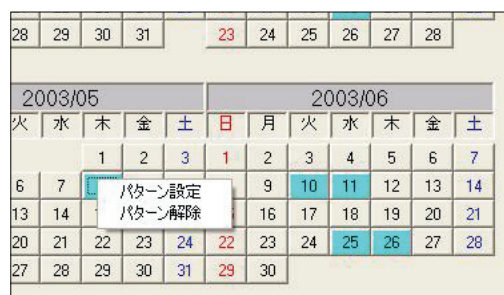 28 29 30 31 23 24 25 26 27 28
2003/05 2003/06
火 水 木 金 土 日 月 火 水 木 金 土
1 2 3 1 2 3 4 5 6 7
6 7 パターン設定 9 10 11 12 13 14
パターン解除
13 14 16 17 18 19 20 21
20 21 22 23 24 22 23 24 25 26 27 28
27 28 29 30 31 29 30